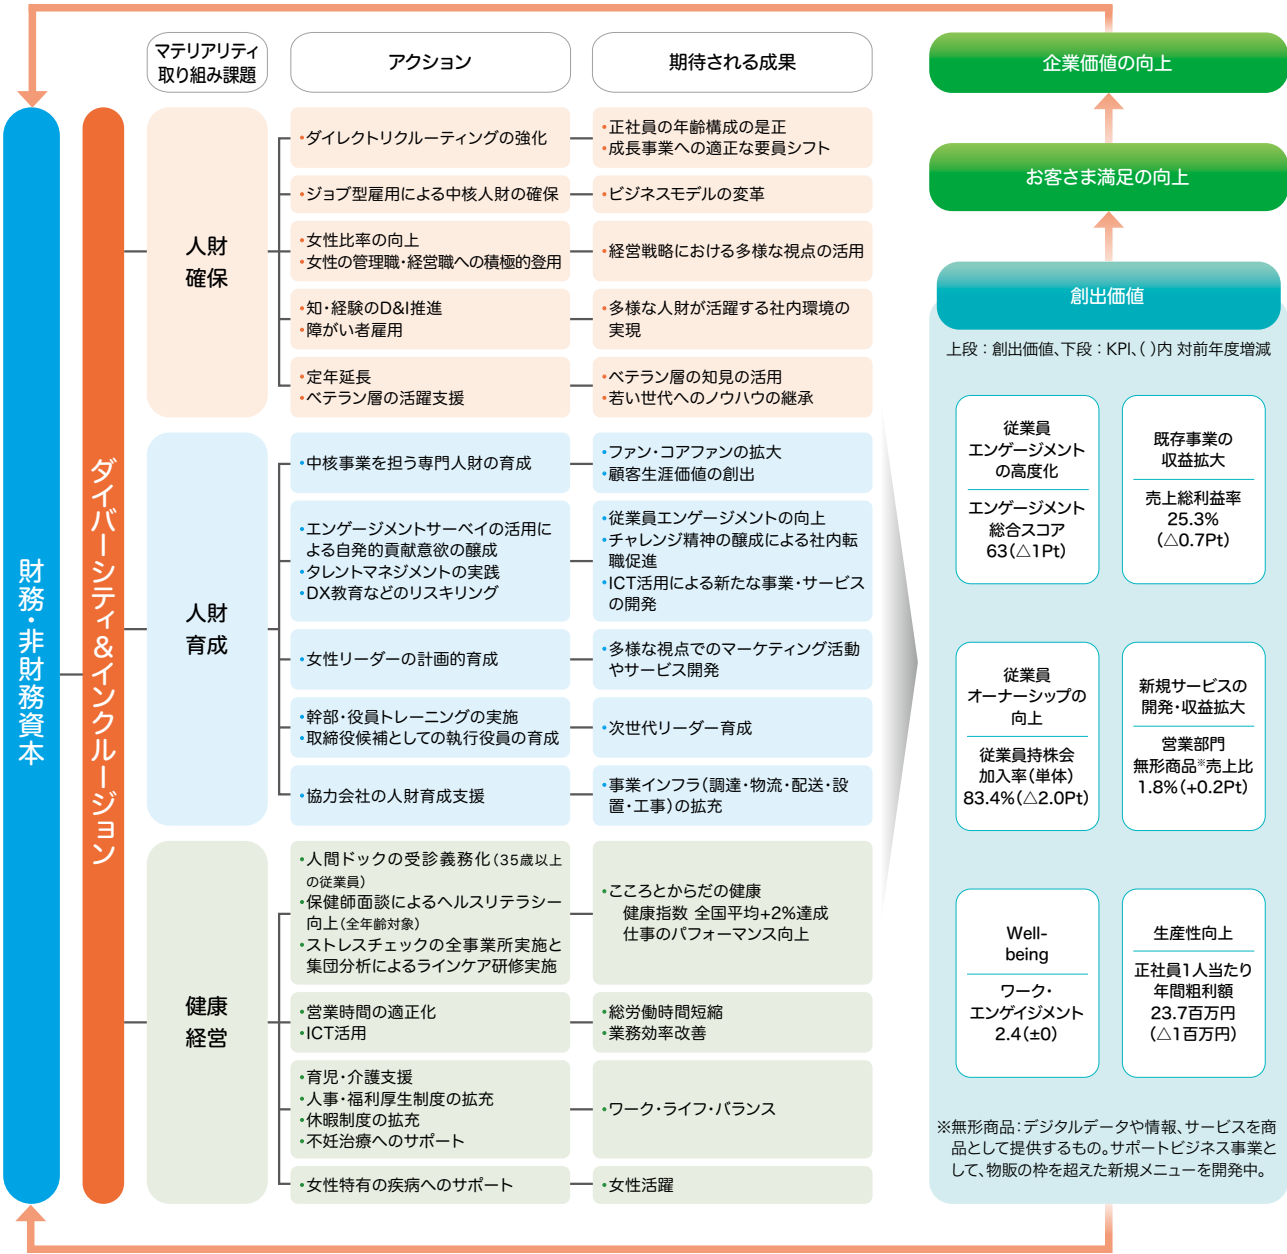 マテリアリティ
取り組み課題
アクション
期待される成果
企業価値の向上
お客さま満足の向上
財務・非財務資本
ダイバーシティ&インクルージョン
人財
確保
・ダイレクトリクルーティングの強化
・正社員の年齢構成の是正
・成長事業への適正な要員シフト
・ジョブ型雇用による中核人財の確保
・ビジネスモデルの変革
・女性比率の向上
・女性の管理職・経営職への積極的登用
・経営戦略における多様な視点の活用
・知・経験のD&I推進
・障がい者雇用
・多様な人財が活躍する社内環境の
実現
・定年延長
・ベテラン層の活躍支援
・ベテラン層の知見の活用
・若い世代へのノウハウの継承
人財
育成
・中核事業を担う専門人財の育成
・ファン・コアファンの拡大
・顧客生涯価値の創出
・エンゲージメントサーベイの活用に
よる自発的貢献意欲の醸成
・タレントマネジメントの実践
・DX教育などのリスキリング
・従業員エンゲージメントの向上
・チャレンジ精神の醸成による社内転
職促進
・ICT活用による新たな事業・サービス
の開発
・女性リーダーの計画的育成
・多様な視点でのマーケティング活動
やサービス開発
・幹部・役員トレーニングの実施
・取締役候補としての執行役員の育成
・次世代リーダー育成
・協力会社の人財育成支援
・事業インフラ(調達・物流・配送・設
置・工事)の拡充
健康
経営
・人間ドックの受診義務化(35歳以上
の従業員)
・保健師面談によるヘルスリテラシー
向上(全年齢対象)
・ストレスチェックの全事業所実施と
集団分析によるラインケア研修実施
・こころとからだの健康
健康指数 全国平均+2%達成
仕事のパフォーマンス向上
・営業時間の適正化
・ICT活用
・総労働時間短縮
・業務効率改善
・育児・介護支援
・人事・福利厚生制度の拡充
・休暇制度の拡充
・不妊治療へのサポート
・ワーク・ライフ・バランス
・女性特有の疾病へのサポート
・女性活躍
創出価値
上段：創出価値、下段：KPI、( )内 対前年度増減
従業員
エンゲージメント
の高度化
エンゲージメント
総合スコア
63(△1Pt)
既存事業の
収益拡大
売上総利益率
25.3%
(△0.7Pt)
従業員
オーナーシップの
向上
従業員持株会
加入率(単体)
83.4%(△2.0Pt)
新規サービスの
開発・収益拡大
営業部門
無形商品※売上比
1.8%(+0.2Pt)
Well-
being
ワーク・
エンゲイジメント
2.4(±0)
生産性向上
正社員1人当たり
年間粗利額
23.7百万円
(△1百万円)
※無形商品：デジタルデータや情報、サービスを商
品として提供するもの。サポートビジネス事業と
して、物販の枠を超えた新規メニューを開発中。